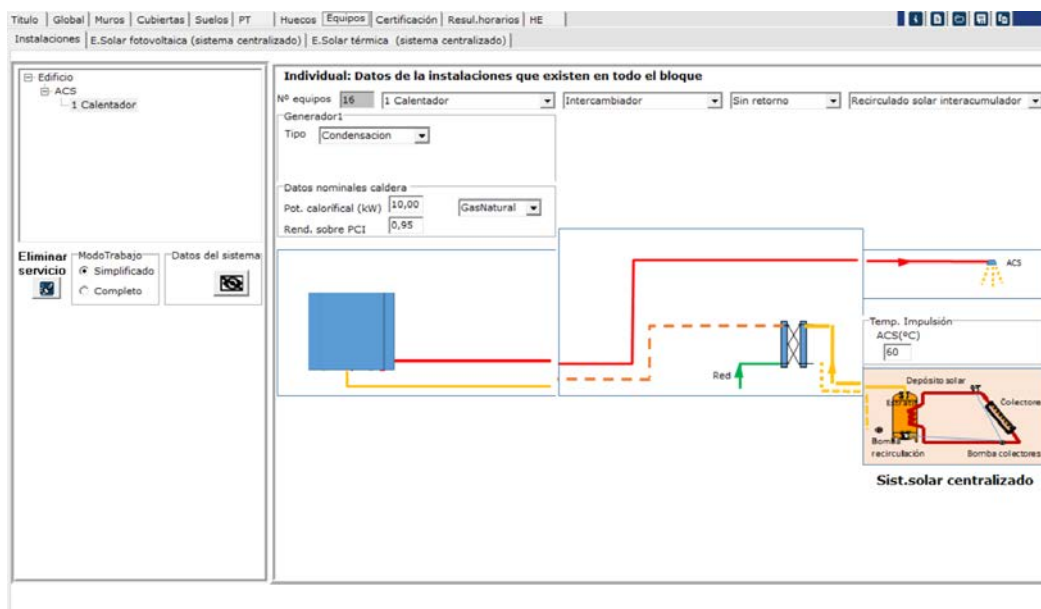 Titulo Global Muros Cubiertas Suelos PT Huecos Equipos Certificación Resul.horarios HE
Instalaciones E.Solar fotovoltaica (sistema centralizado) E.Solar térmica (sistema centralizado)
Edificio
ACS
1 Calentador
Eliminar servicio
ModoTrabajo
Simplificado
Completo
Datos del sistema
Individual: Datos de la instalaciones que existen en todo el bloque
Nº equipos 16 1 Calentador Intercambiador Sin retorno Recirculado solar interacumulador
Generador1
Tipo Condensacion
Datos nominales caldera
Pot. calorífical (kW) 10,00 GasNatural
Rend. sobre PCI 0,95
Red
ACS
Temp. Impulsión
ACS(ºC)
60
Depósito solar
Colectore
Bomba
recirculación
Bomba colectores
Sist.solar centralizado